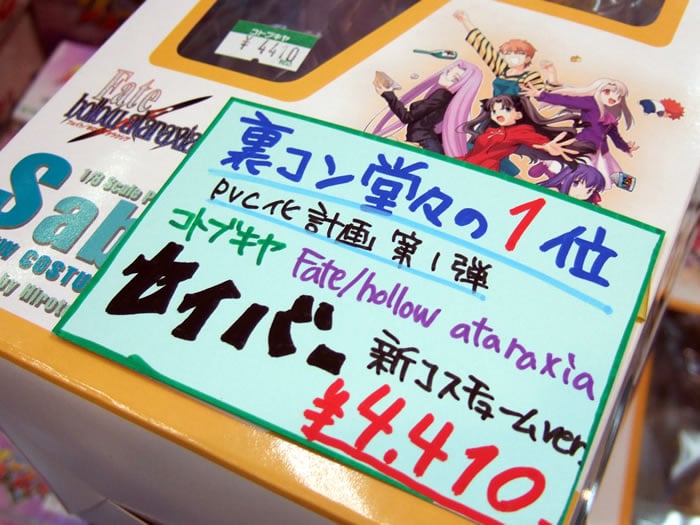 コトブキヤ
¥4410
Fate
hollow ataraxia
1/8 Scale P
Sab
COSTU
by Hirot
裏コン堂々の1位
PVC化計画 第1弾
コトブキヤ Fate/hollow ataraxia
セイバー 新コスチュームver.
¥4,410